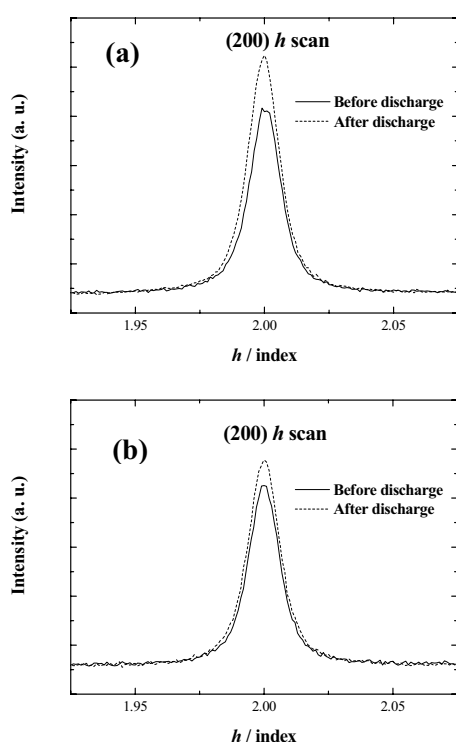 (a)
(200) h scan
Before discharge
After discharge
Intensity (a. u.)
1.95 2.00 2.05
h / index
(b)
(200) h scan
Before discharge
After discharge
Intensity (a. u.)
1.95 2.00 2.05
h / index